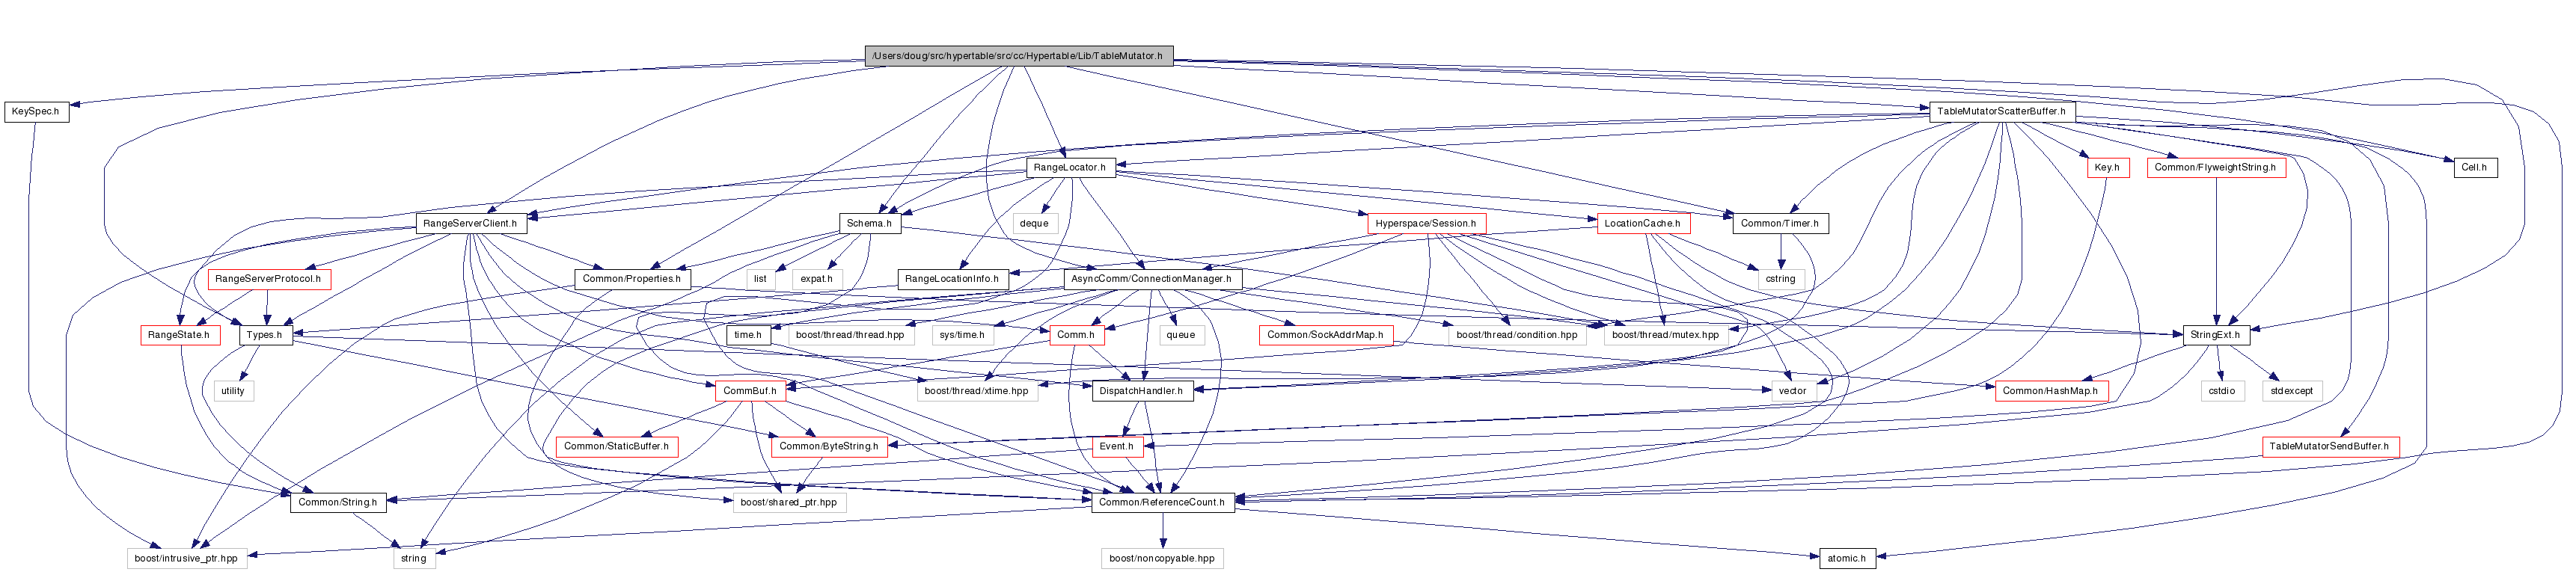 /Users/doug/src/hypertable/src/cc/Hypertable/Lib/TableMutator.h
KeySpec.h
TableMutatorScatterBuffer.h
RangeLocator.h
Key.h
Common/FlyweightString.h
Cell.h
RangeServerClient.h
Schema.h
deque
Hyperspace/Session.h
LocationCache.h
Common/Timer.h
RangeServerProtocol.h
Common/Properties.h
list
expat.h
RangeLocationInfo.h
AsyncComm/ConnectionManager.h
cstring
RangeState.h
Types.h
time.h
boost/thread/thread.hpp
sys/time.h
Comm.h
queue
Common/SockAddrMap.h
boost/thread/condition.hpp
boost/thread/mutex.hpp
StringExt.h
utility
CommBuf.h
boost/thread/xtime.hpp
DispatchHandler.h
vector
Common/HashMap.h
cstdio
stdexcept
Common/StaticBuffer.h
Common/ByteString.h
Event.h
TableMutatorSendBuffer.h
Common/String.h
boost/shared_ptr.hpp
Common/ReferenceCount.h
boost/intrusive_ptr.hpp
string
boost/noncopyable.hpp
atomic.h